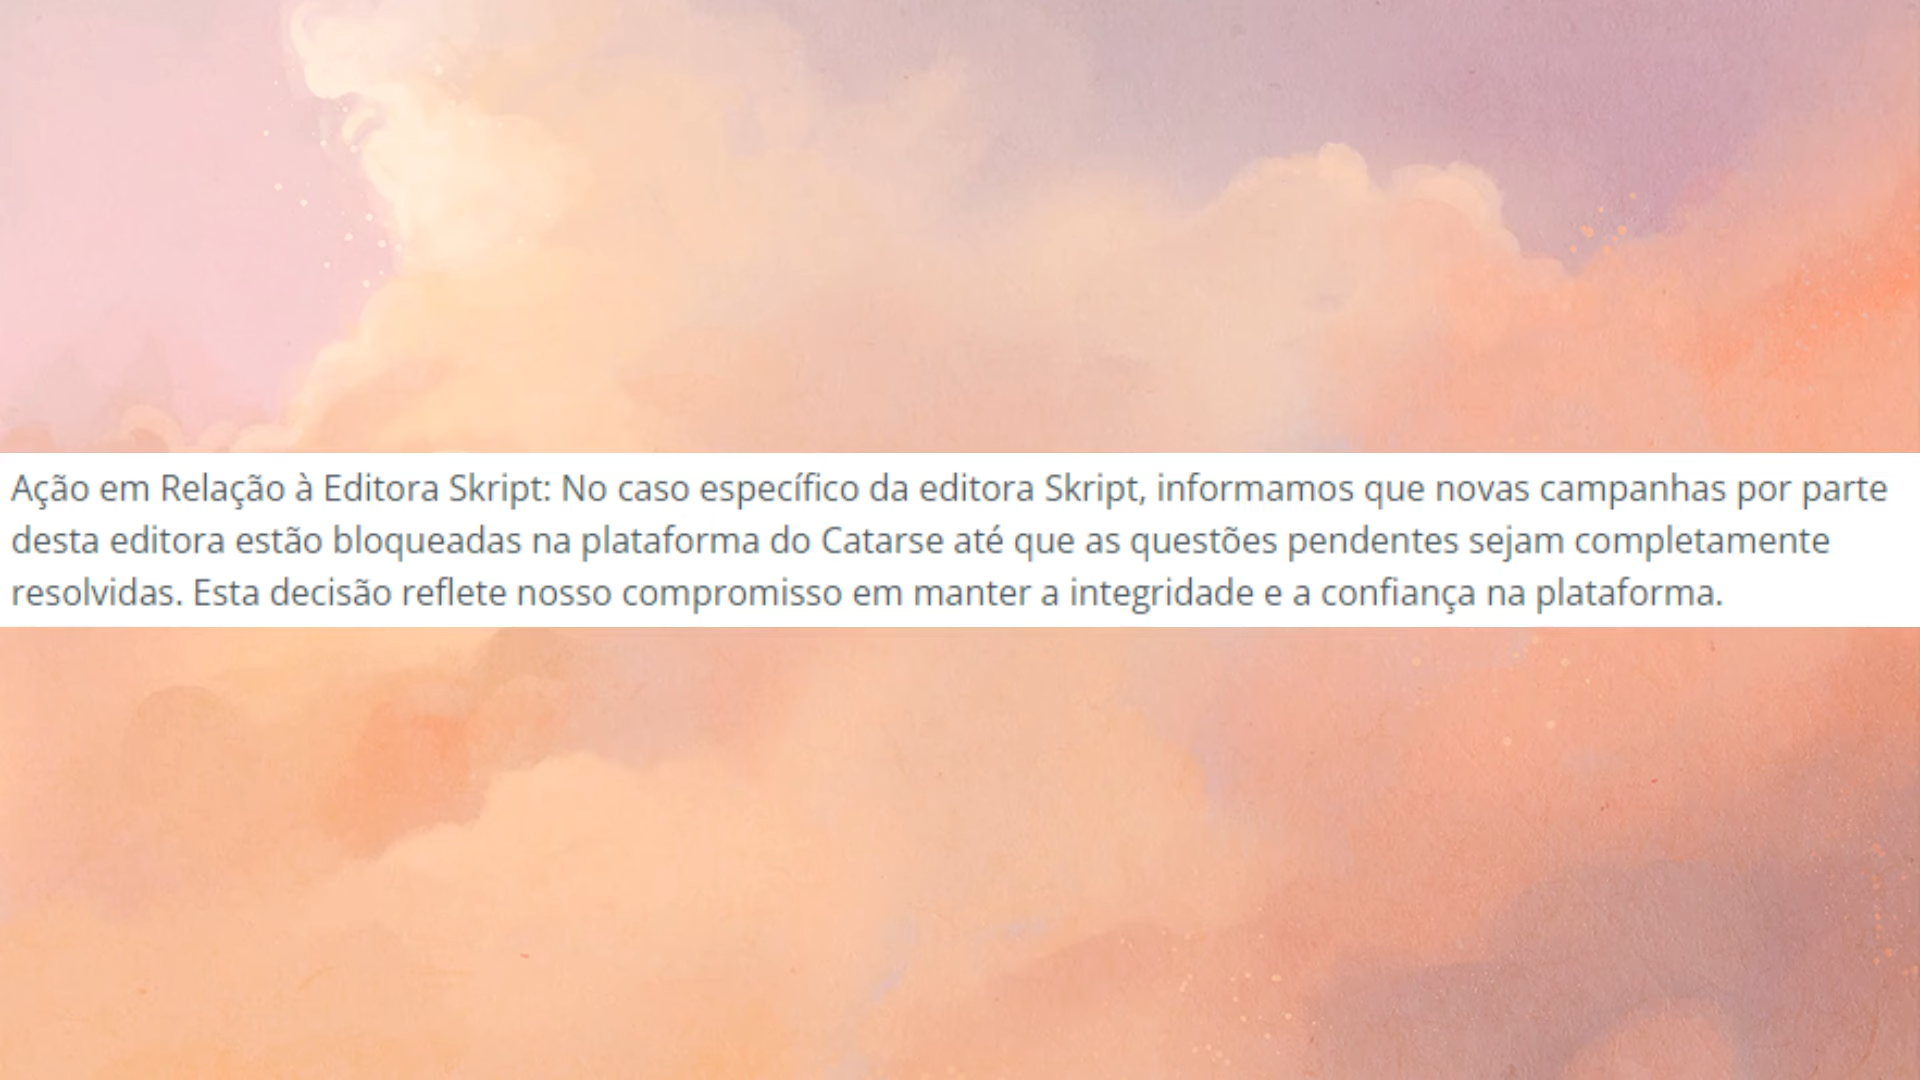 Ação em Relação à Editora Skript: No caso específico da editora Skript, informamos que novas campanhas por parte
desta editora estão bloqueadas na plataforma do Catarse até que as questões pendentes sejam completamente
resolvidas. Esta decisão reflete nosso compromisso em manter a integridade e a confiança na plataforma.